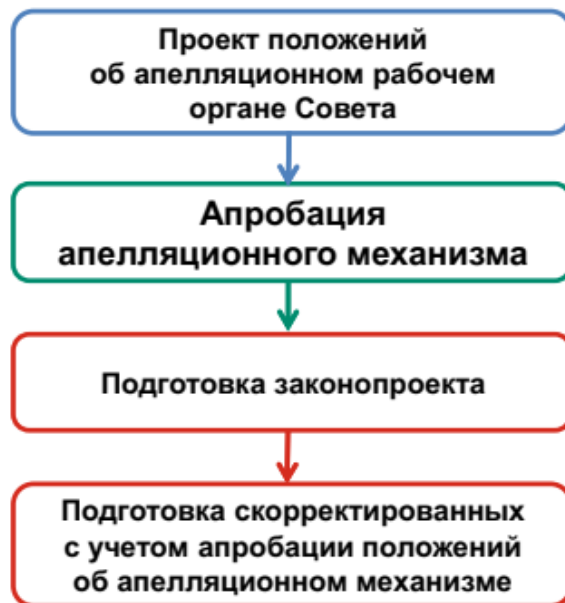 Проект положений
об апелляционном рабочем
органе Совета
Апробация
апелляционного механизма
Подготовка законопроекта
Подготовка скорректированных
с учетом апробации положений
об апелляционном механизме